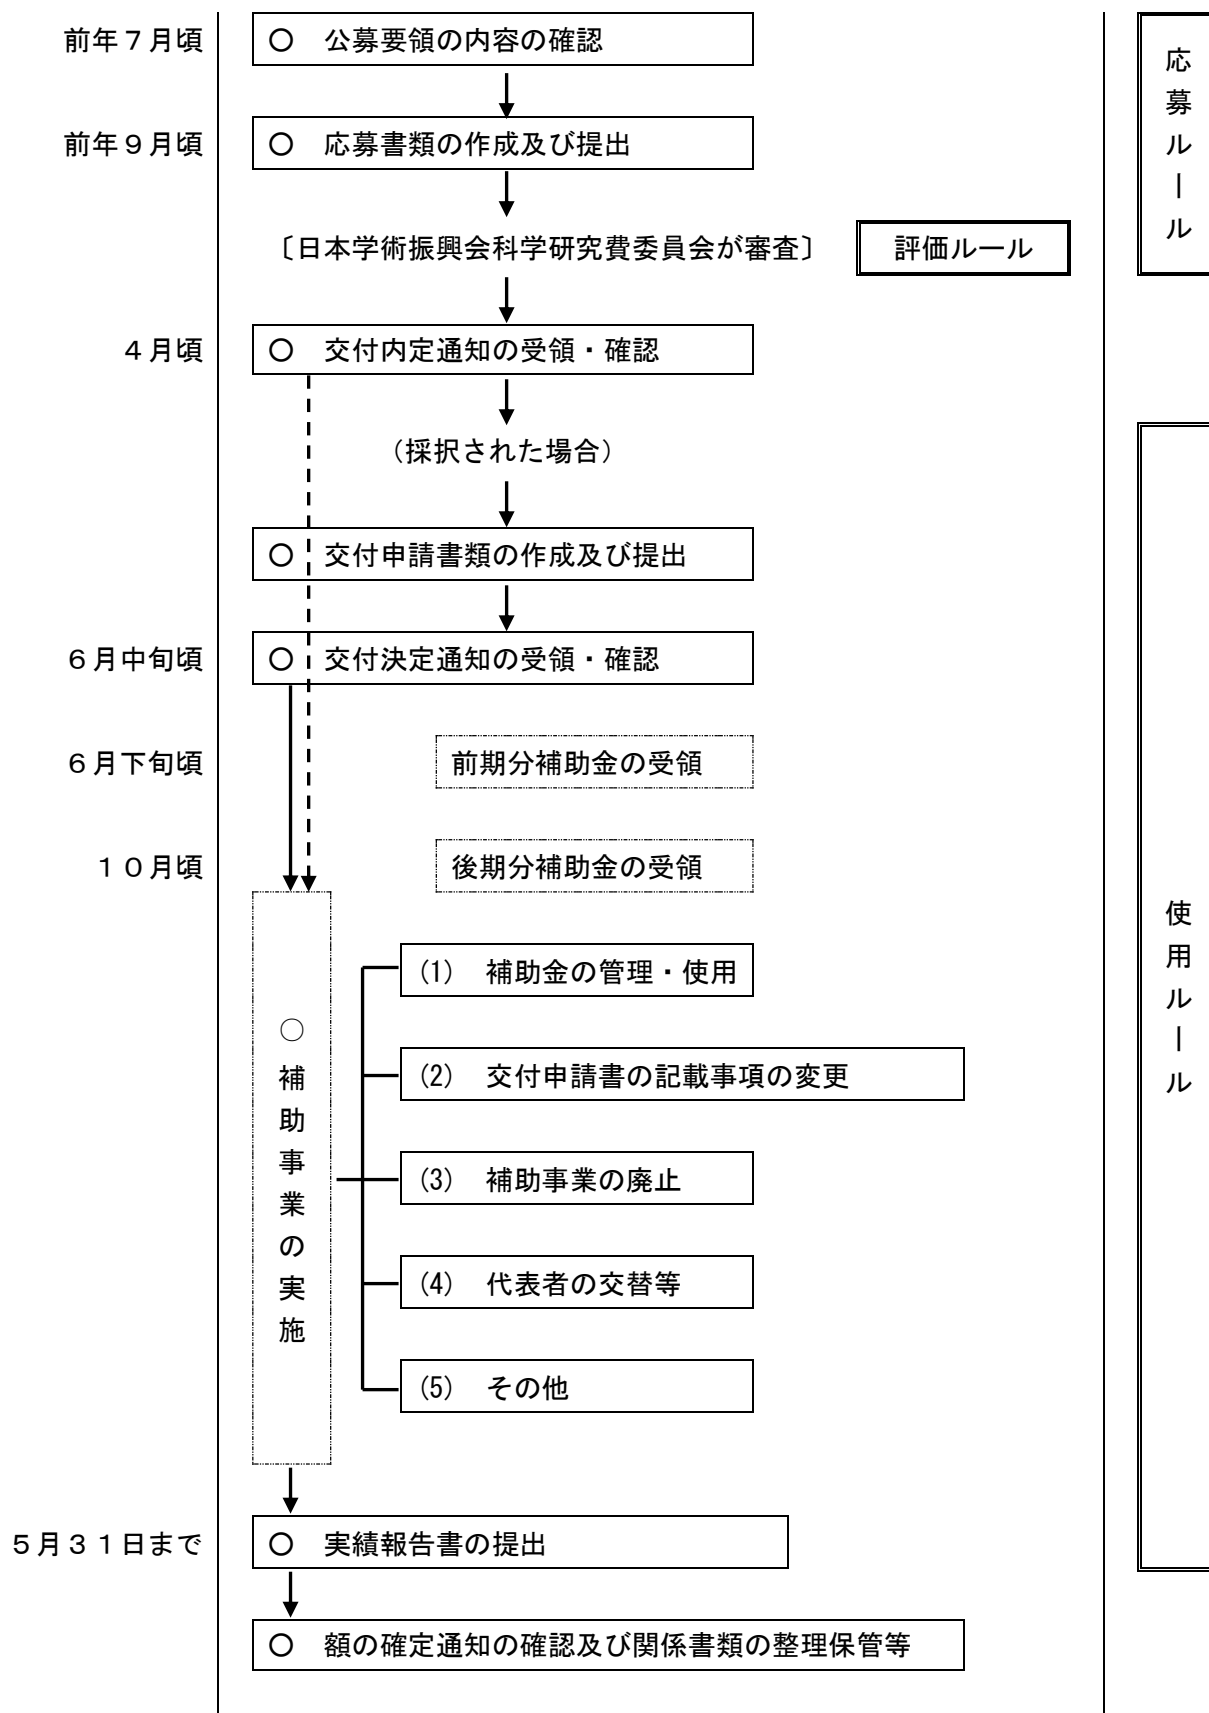 前年７月頃
○　公募要領の内容の確認
前年９月頃
○　応募書類の作成及び提出
〔日本学術振興会科学研究費委員会が審査〕
評価ルール
応募ルール
４月頃
○　交付内定通知の受領・確認
（採択された場合）
○　交付申請書類の作成及び提出
６月中旬頃
○　交付決定通知の受領・確認
６月下旬頃
前期分補助金の受領
１０月頃
後期分補助金の受領
○補助事業の実施
(1)　補助金の管理・使用
(2)　交付申請書の記載事項の変更
(3)　補助事業の廃止
(4)　代表者の交替等
(5)　その他
使用ルール
５月３１日まで
○　実績報告書の提出
○　額の確定通知の確認及び関係書類の整理保管等